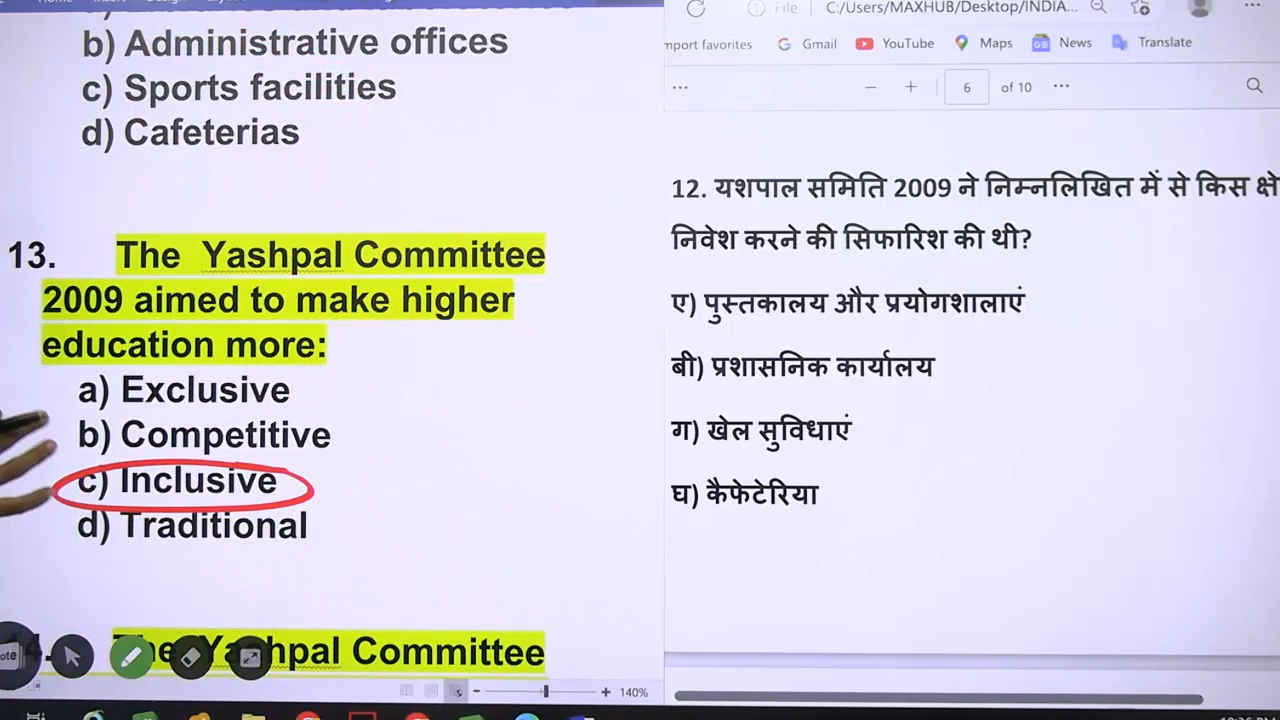 b) Administrative offices
c) Sports facilities
d) Cafeterias
13. The Yashpal Committee
2009 aimed to make higher
education more:
a) Exclusive
b) Competitive
c) Inclusive
d) Traditional
The Yashpal Committee
140%
File C:/Users/MAXHUB/Desktop/INDIA...
mport favorites Gmail YouTube Maps News Translate
6 of 10
12. यशपाल समिति 2009 ने निम्नलिखित में से किस क्षे
निवेश करने की सिफारिश की थी?
ए) पुस्तकालय और प्रयोगशालाएं
बी) प्रशासनिक कार्यालय
ग) खेल सुविधाएं
घ) कैफेटेरिया